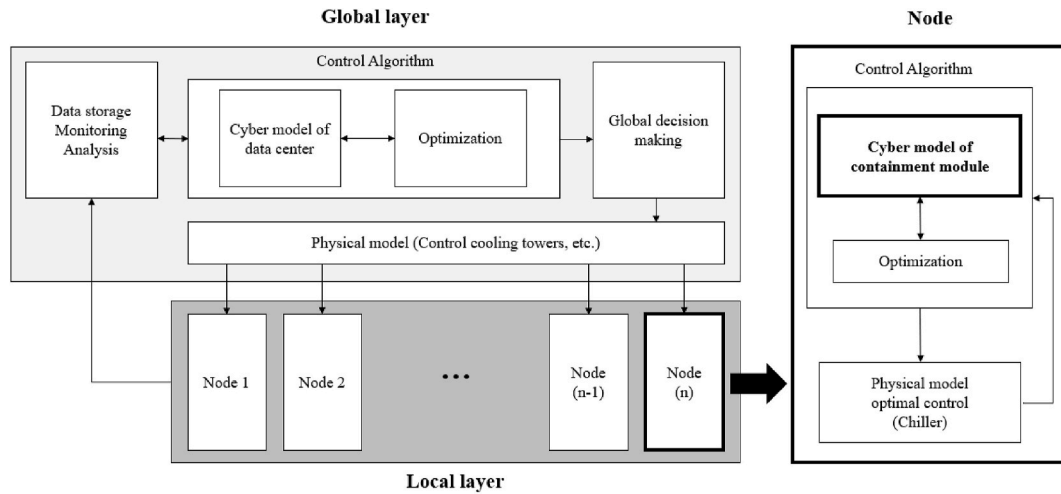 Global layer
Control Algorithm
Data storage
Monitoring
Analysis
Cyber model of
data center
Optimization
Global decision
making
Physical model (Control cooling towers, etc.)
Node 1
Node 2
...
Node
(n-1)
Node
(n)
Local layer
Node
Control Algorithm
Cyber model of
containment module
Optimization
Physical model
optimal control
(Chiller)